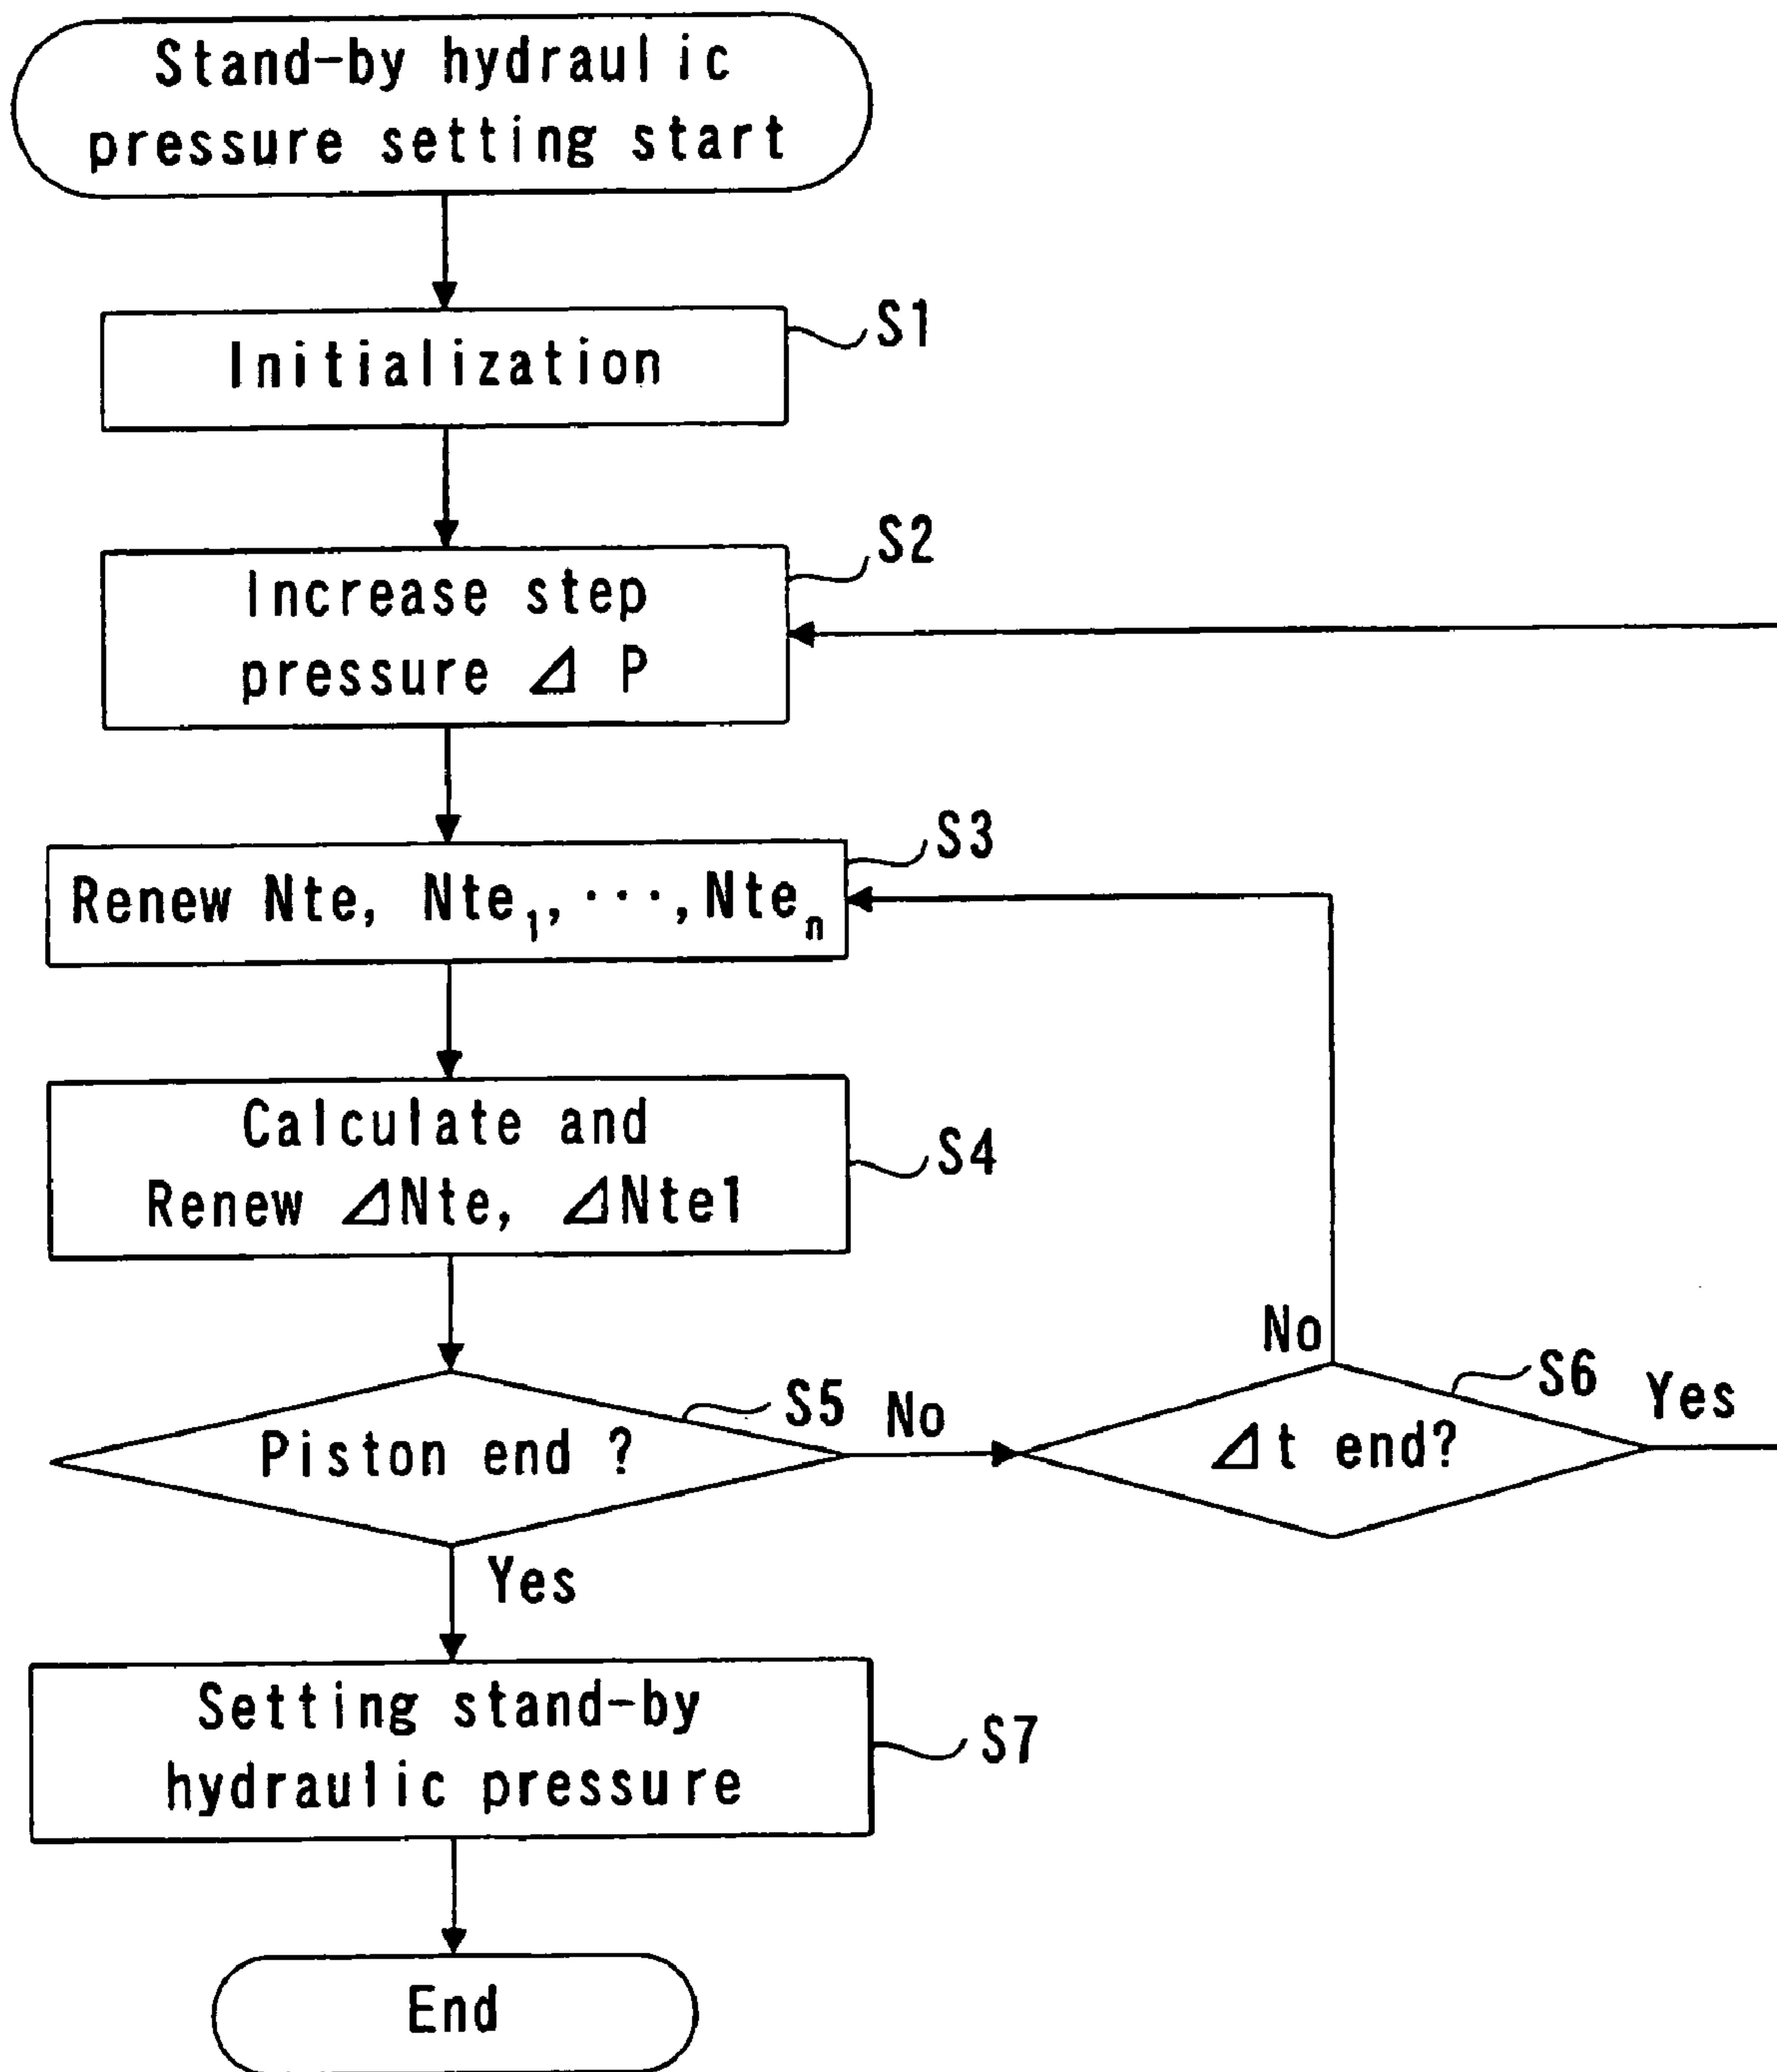 Stand-by hydraulic
pressure setting start
S1
Initialization
S2
Increase step
pressure ⊿ P
S3
Renew Nte, Nte₁, ···, Nteₙ
Calculate and
Renew ⊿Nte, ⊿Nte1
S4
Piston end ?
S5
No
Yes
⊿t end?
S6
No
Yes
Setting stand-by
hydraulic pressure
S7
End